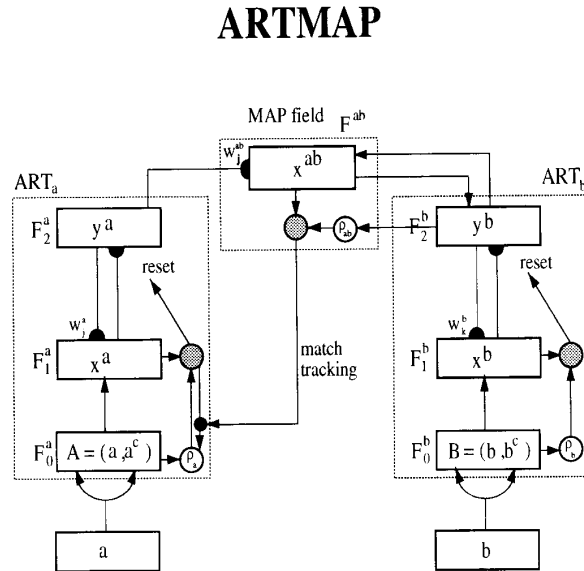 ARTMAP
MAP field F^ab
w_j^ab
x^ab
ART_a
ART_b
F_2^a
y^a
ρ_ab
F_2^b
y^b
reset
reset
w_j^a
w_k^b
F_1^a
x^a
match
tracking
F_1^b
x^b
F_0^a
A = (a, a^c)
ρ_a
F_0^b
B = (b, b^c)
ρ_b
a
b